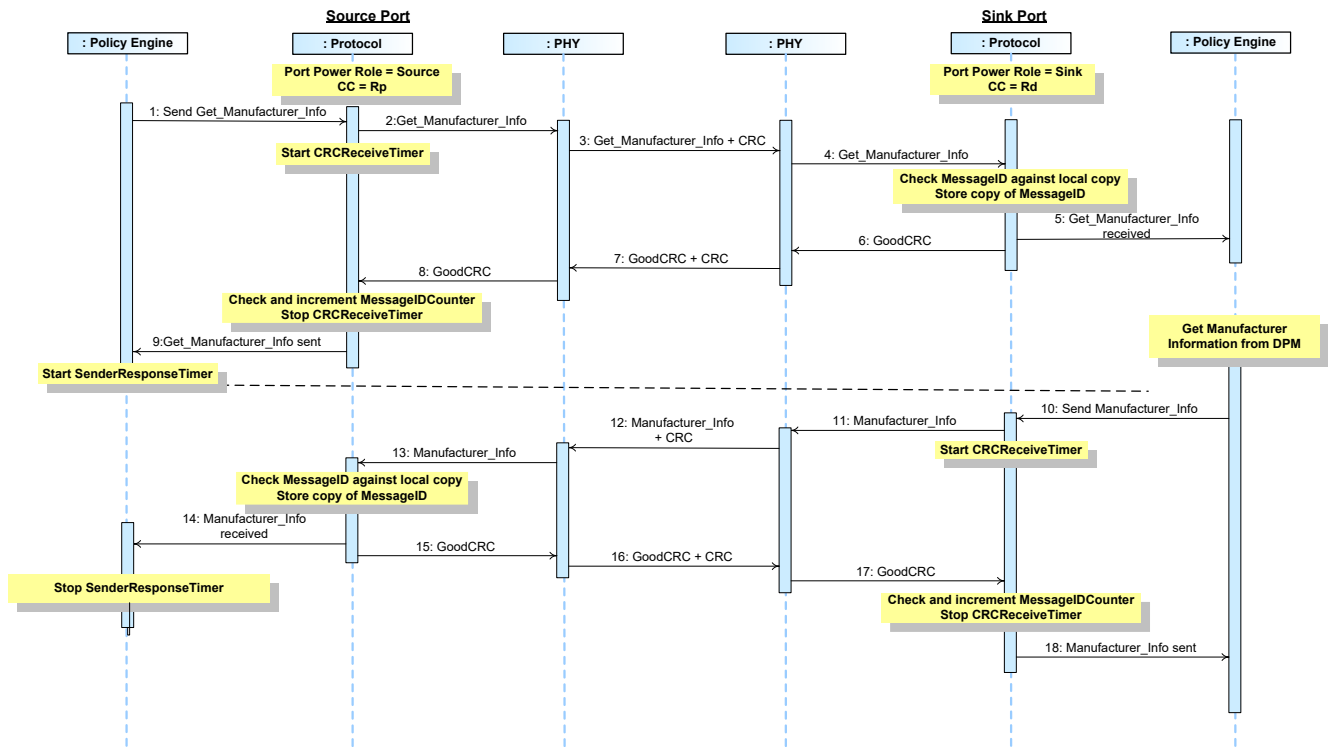 Source Port
Sink Port
: Policy Engine
: Protocol
: PHY
: PHY
: Protocol
: Policy Engine
Port Power Role = Source
CC = Rp
Port Power Role = Sink
CC = Rd
1: Send Get_Manufacturer_Info
2:Get_Manufacturer_Info
Start CRCReceiveTimer
3: Get_Manufacturer_Info + CRC
4: Get_Manufacturer_Info
Check MessageID against local copy
Store copy of MessageID
5: Get_Manufacturer_Info
received
6: GoodCRC
7: GoodCRC + CRC
8: GoodCRC
Check and increment MessageIDCounter
Stop CRCReceiveTimer
9:Get_Manufacturer_Info sent
Start SenderResponseTimer
Get Manufacturer
Information from DPM
10: Send Manufacturer_Info
11: Manufacturer_Info
Start CRCReceiveTimer
12: Manufacturer_Info
+ CRC
13: Manufacturer_Info
Check MessageID against local copy
Store copy of MessageID
14: Manufacturer_Info
received
15: GoodCRC
16: GoodCRC + CRC
17: GoodCRC
Stop SenderResponseTimer
Check and increment MessageIDCounter
Stop CRCReceiveTimer
18: Manufacturer_Info sent